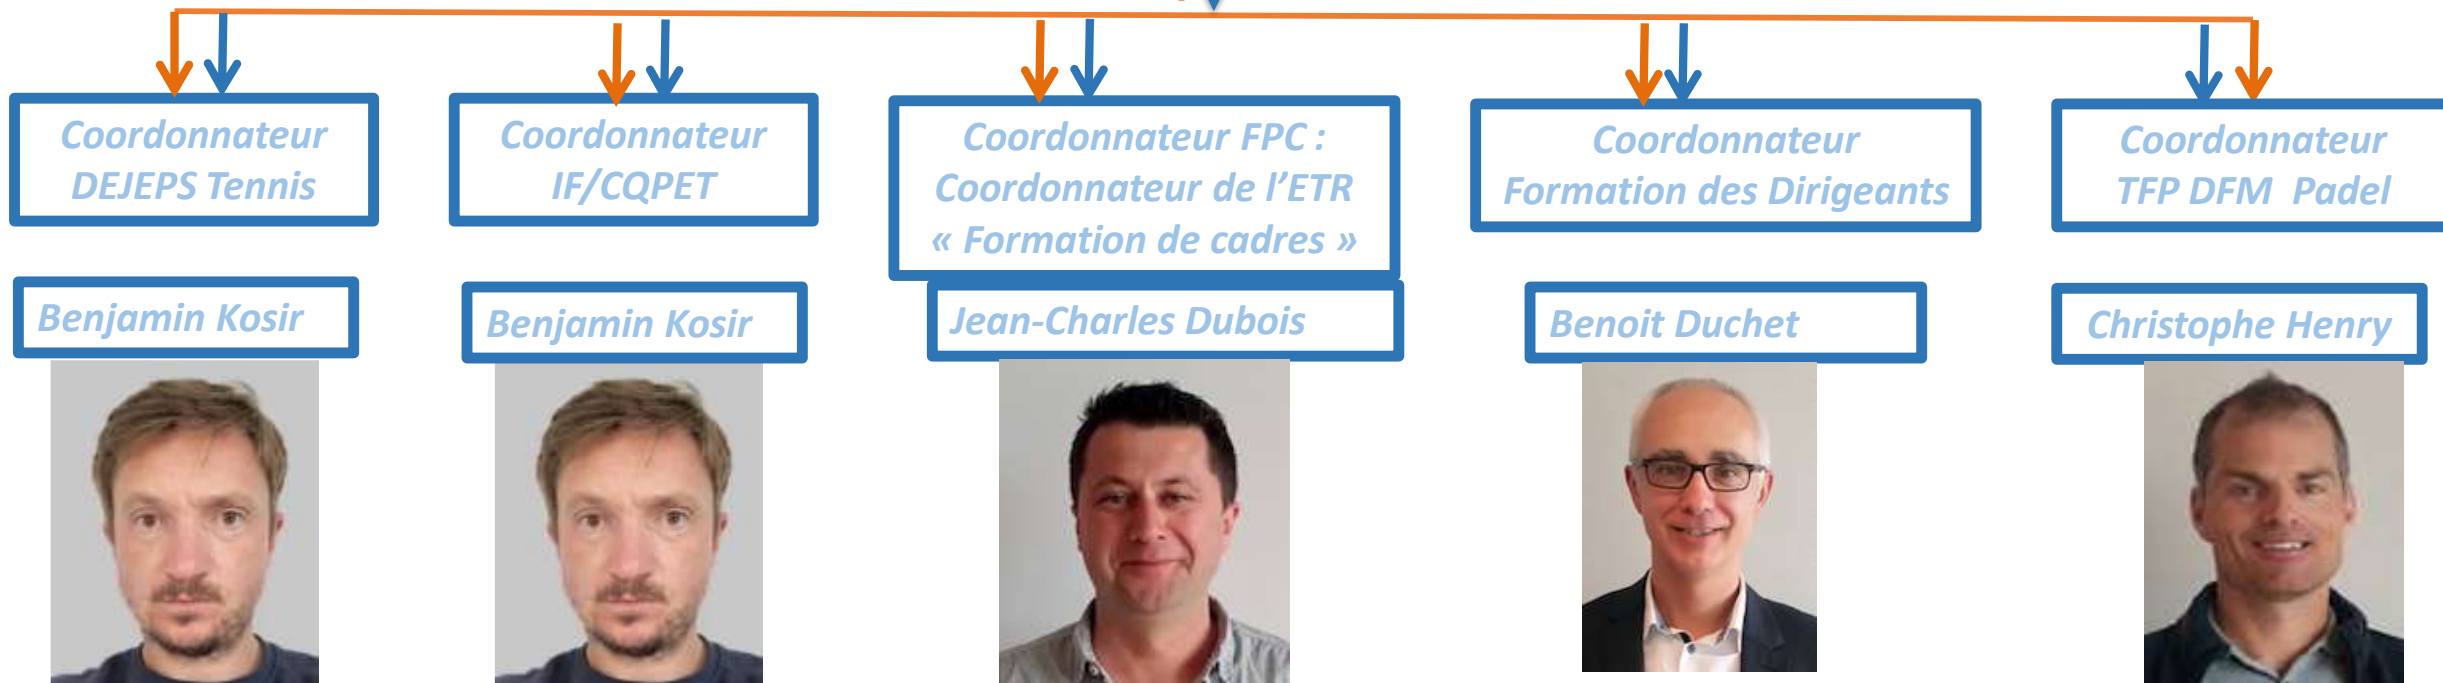 Coordonnateur
DEJEPS Tennis
Coordonnateur
IF/CQPET
Coordonnateur FPC :
Coordonnateur de l’ETR
« Formation de cadres »
Coordonnateur
Formation des Dirigeants
Coordonnateur
TFP DFM Padel
Benjamin Kosir
Benjamin Kosir
Jean-Charles Dubois
Benoit Duchet
Christophe Henry